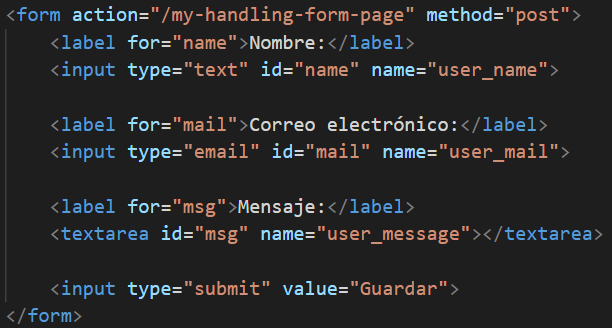 <form action="/my-handling-form-page" method="post">
    <label for="name">Nombre:</label>
    <input type="text" id="name" name="user_name">

    <label for="mail">Correo electrónico:</label>
    <input type="email" id="mail" name="user_mail">

    <label for="msg">Mensaje:</label>
    <textarea id="msg" name="user_message"></textarea>

    <input type="submit" value="Guardar">
</form>